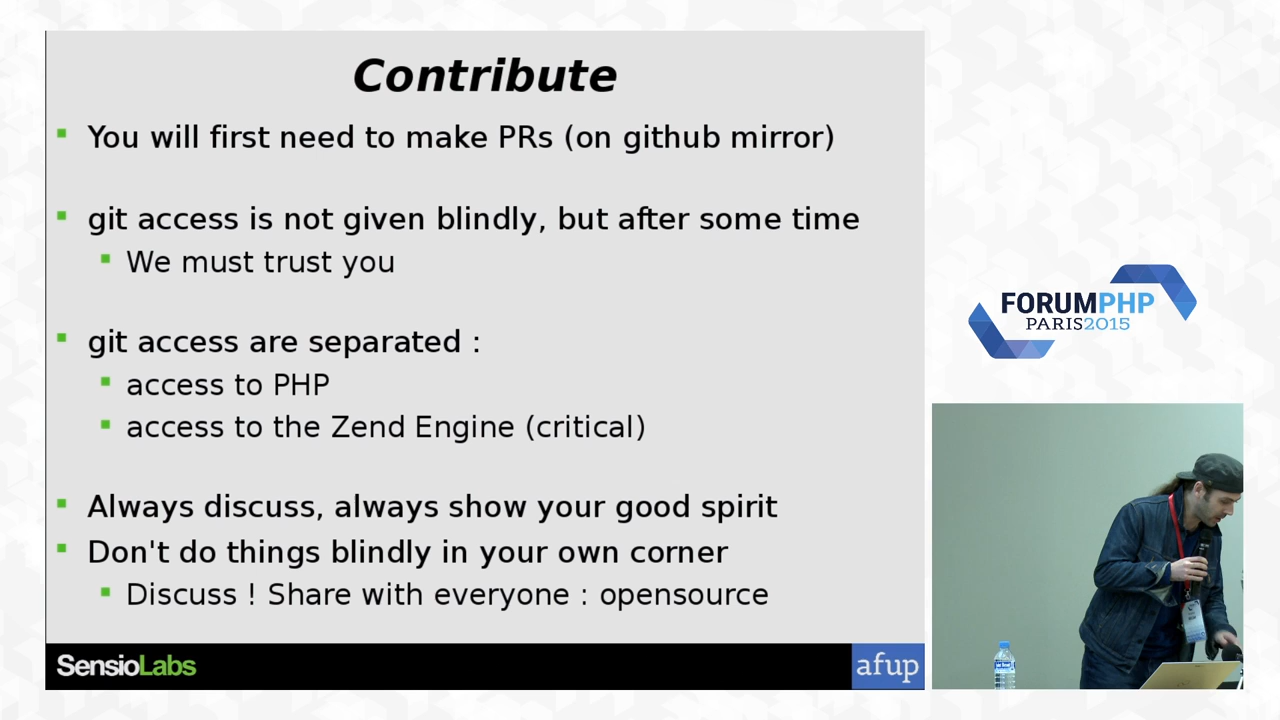 Contribute
You will first need to make PRs (on github mirror)
git access is not given blindly, but after some time
We must trust you
git access are separated :
access to PHP
access to the Zend Engine (critical)
Always discuss, always show your good spirit
Don't do things blindly in your own corner
Discuss ! Share with everyone : opensource
SensioLabs
afup
FORUMPHP
PARIS2015